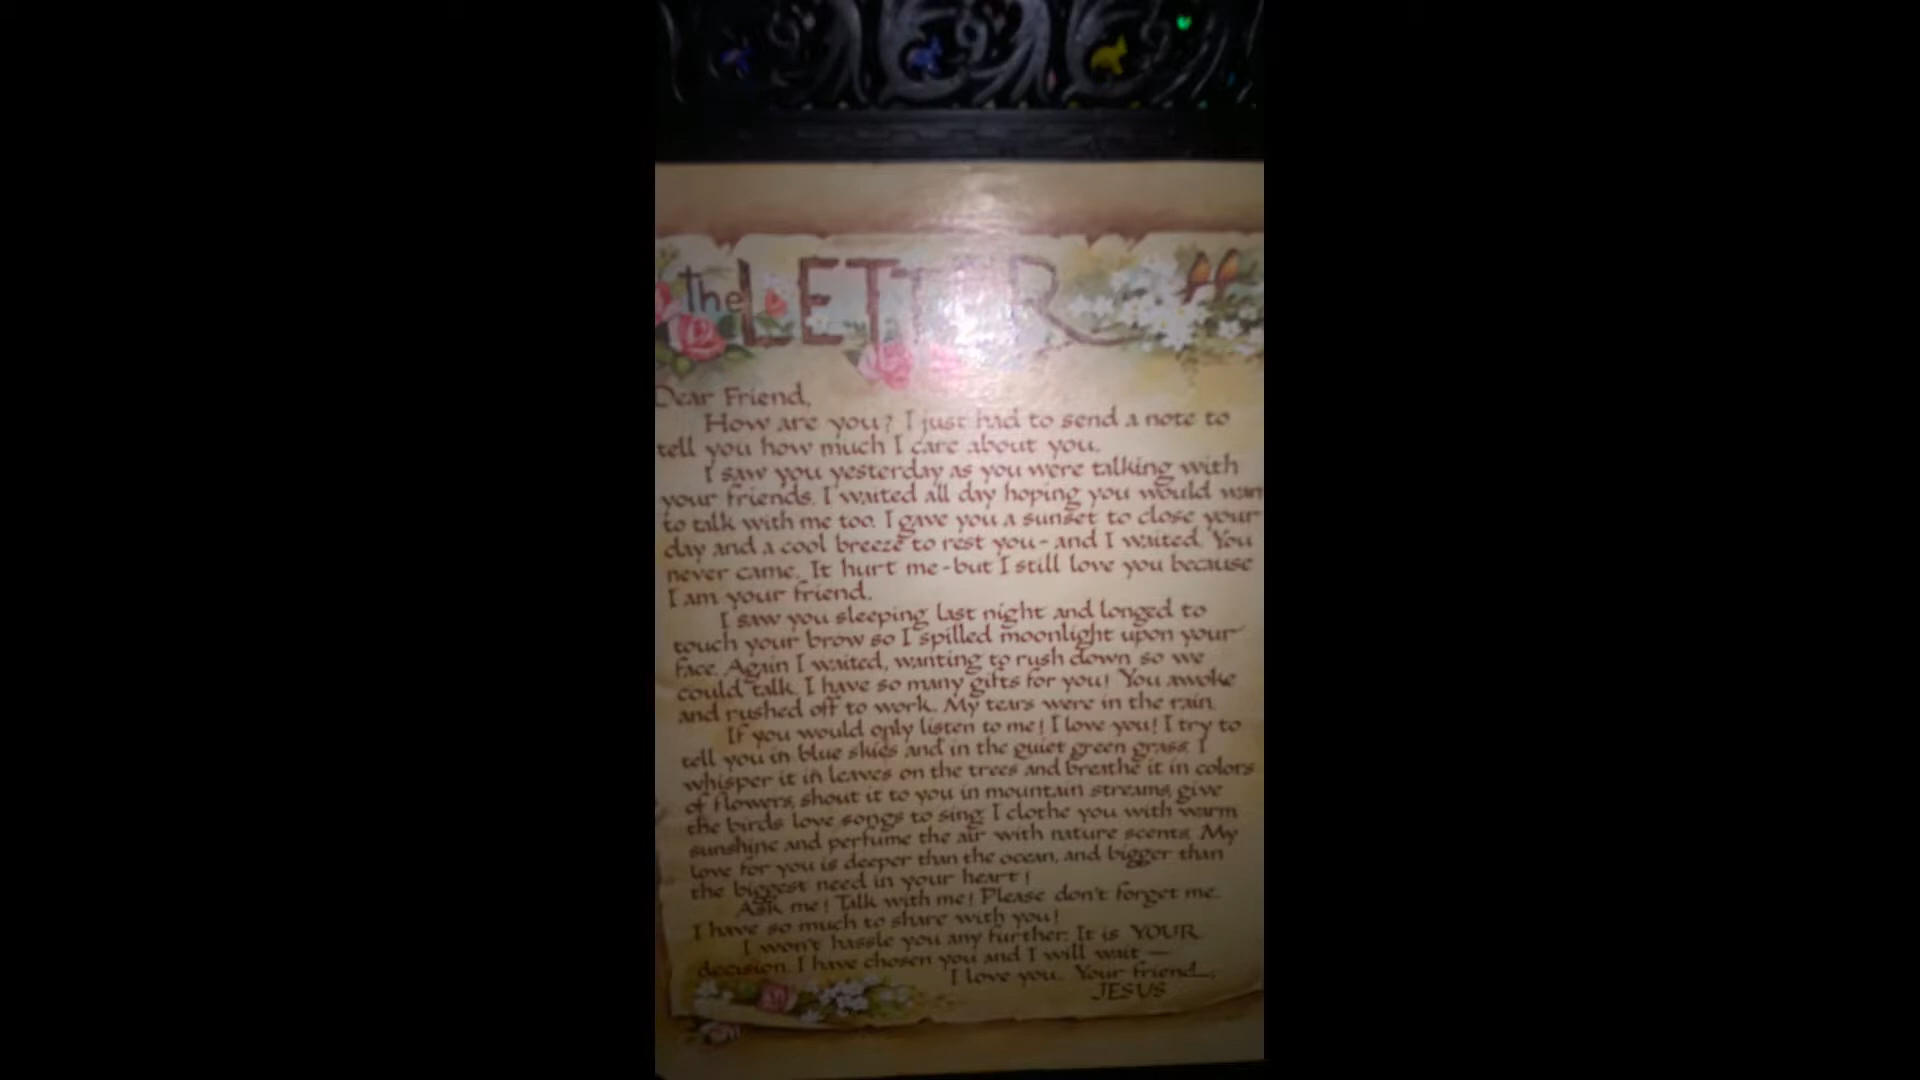 the LETTER
Dear Friend,
How are you? I just had to send a note to
tell you how much I care about you.
I saw you yesterday as you were talking with
your friends. I waited all day hoping you would wan
to talk with me too. I gave you a sunset to close your
day and a cool breeze to rest you - and I waited. You
never came. It hurt me - but I still love you because
I am your friend.
I saw you sleeping last night and longed to
touch your brow so I spilled moonlight upon your
face. Again I waited, wanting to rush down so we
could talk. I have so many gifts for you! You awoke
and rushed off to work. My tears were in the rain.
If you would only listen to me! I love you! I try to
tell you in blue skies and in the quiet green grass. I
whisper it in leaves on the trees and breathe it in colors
of flowers, shout it to you in mountain streams, give
the birds love songs to sing. I clothe you with warm
sunshine and perfume the air with nature scents. My
love for you is deeper than the ocean, and bigger than
the biggest need in your heart!
Ask me! Talk with me! Please don't forget me.
I have so much to share with you!
I won't hassle you any further. It is YOUR
decision. I have chosen you and I will wait —
I love you. Your friend,
JESUS